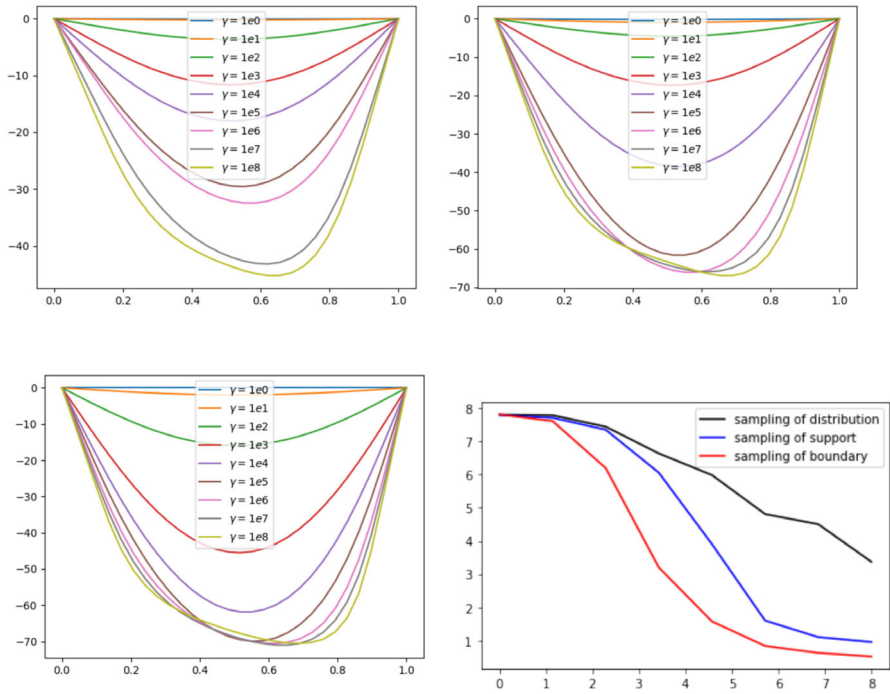 0
−10
−20
−30
−40
0.0 0.2 0.4 0.6 0.8 1.0
γ = 1e0
γ = 1e1
γ = 1e2
γ = 1e3
γ = 1e4
γ = 1e5
γ = 1e6
γ = 1e7
γ = 1e8
0
−10
−20
−30
−40
−50
−60
−70
0.0 0.2 0.4 0.6 0.8 1.0
γ = 1e0
γ = 1e1
γ = 1e2
γ = 1e3
γ = 1e4
γ = 1e5
γ = 1e6
γ = 1e7
γ = 1e8
0
−10
−20
−30
−40
−50
−60
−70
0.0 0.2 0.4 0.6 0.8 1.0
γ = 1e0
γ = 1e1
γ = 1e2
γ = 1e3
γ = 1e4
γ = 1e5
γ = 1e6
γ = 1e7
γ = 1e8
8
7
6
5
4
3
2
1
0 1 2 3 4 5 6 7 8
sampling of distribution
sampling of support
sampling of boundary